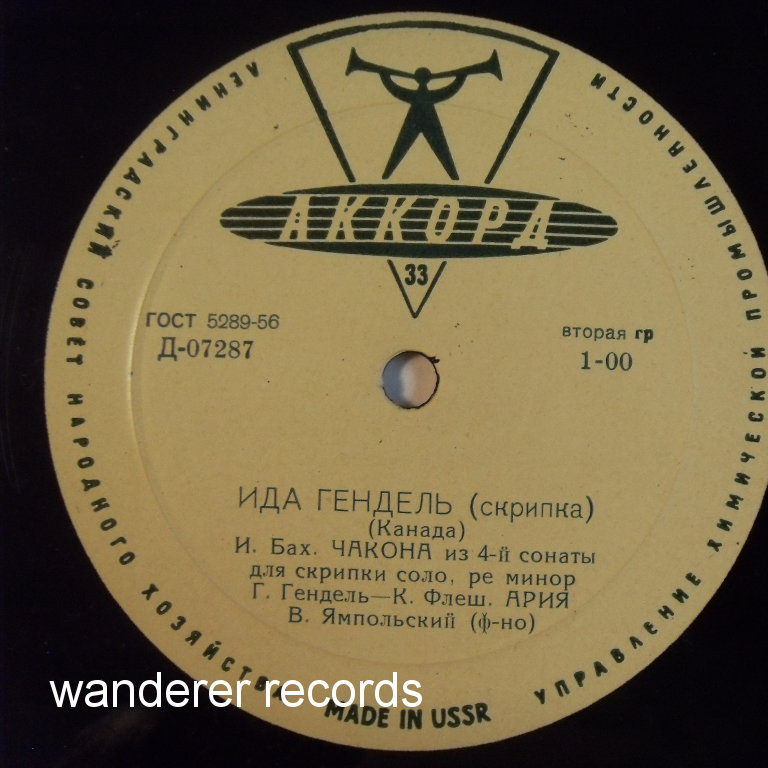 ЛЕНИНГРАДСКИЙ СОВЕТ НАРОДНОГО ХОЗЯЙСТВА
УПРАВЛЕНИЕ ХИМИЧЕСКОЙ ПРОМЫШЛЕННОСТИ
АККОРД
33
ГОСТ 5289-56
Д-07287
вторая гр
1-00
ИДА ГЕНДЕЛЬ (скрипка)
(Канада)
И. Бах. ЧАКОНА из 4-й сонаты
для скрипки соло, ре минор
Г. Гендель—К. Флеш. АРИЯ
В. Ямпольский (ф-но)
MADE IN USSR
wanderer records